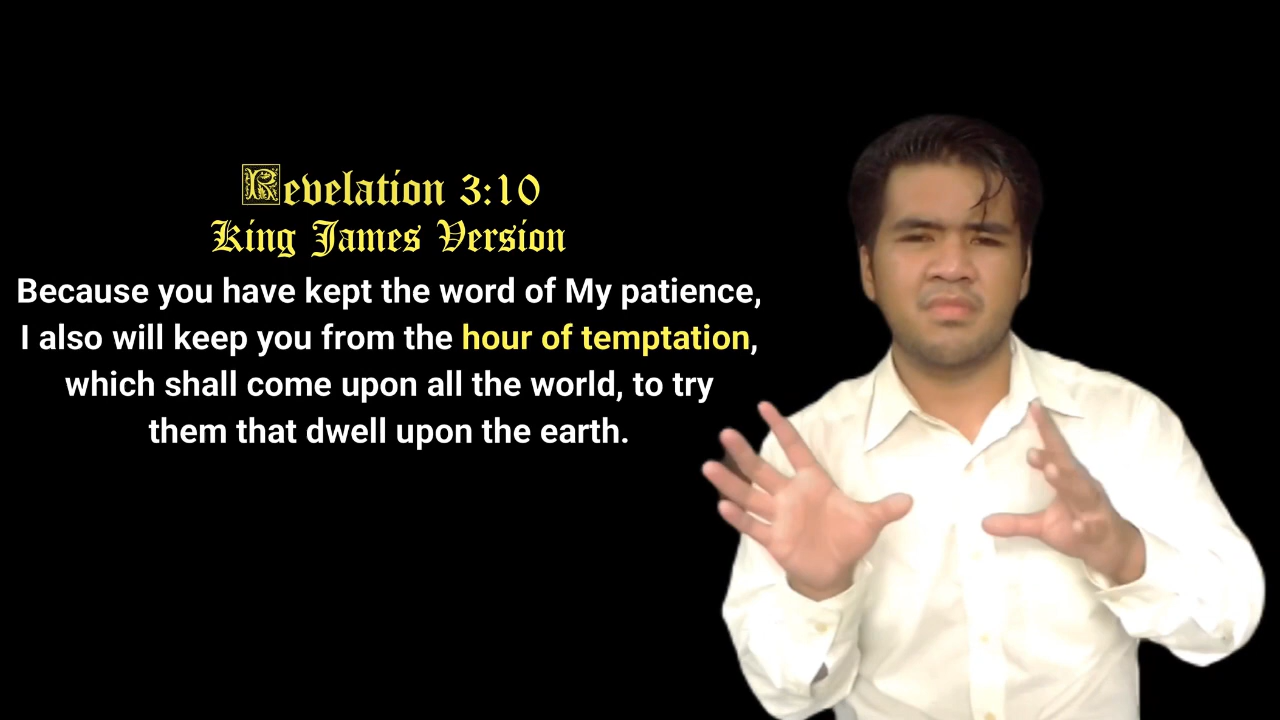 Revelation 3:10
King James Version
Because you have kept the word of My patience,
I also will keep you from the hour of temptation,
which shall come upon all the world, to try
them that dwell upon the earth.